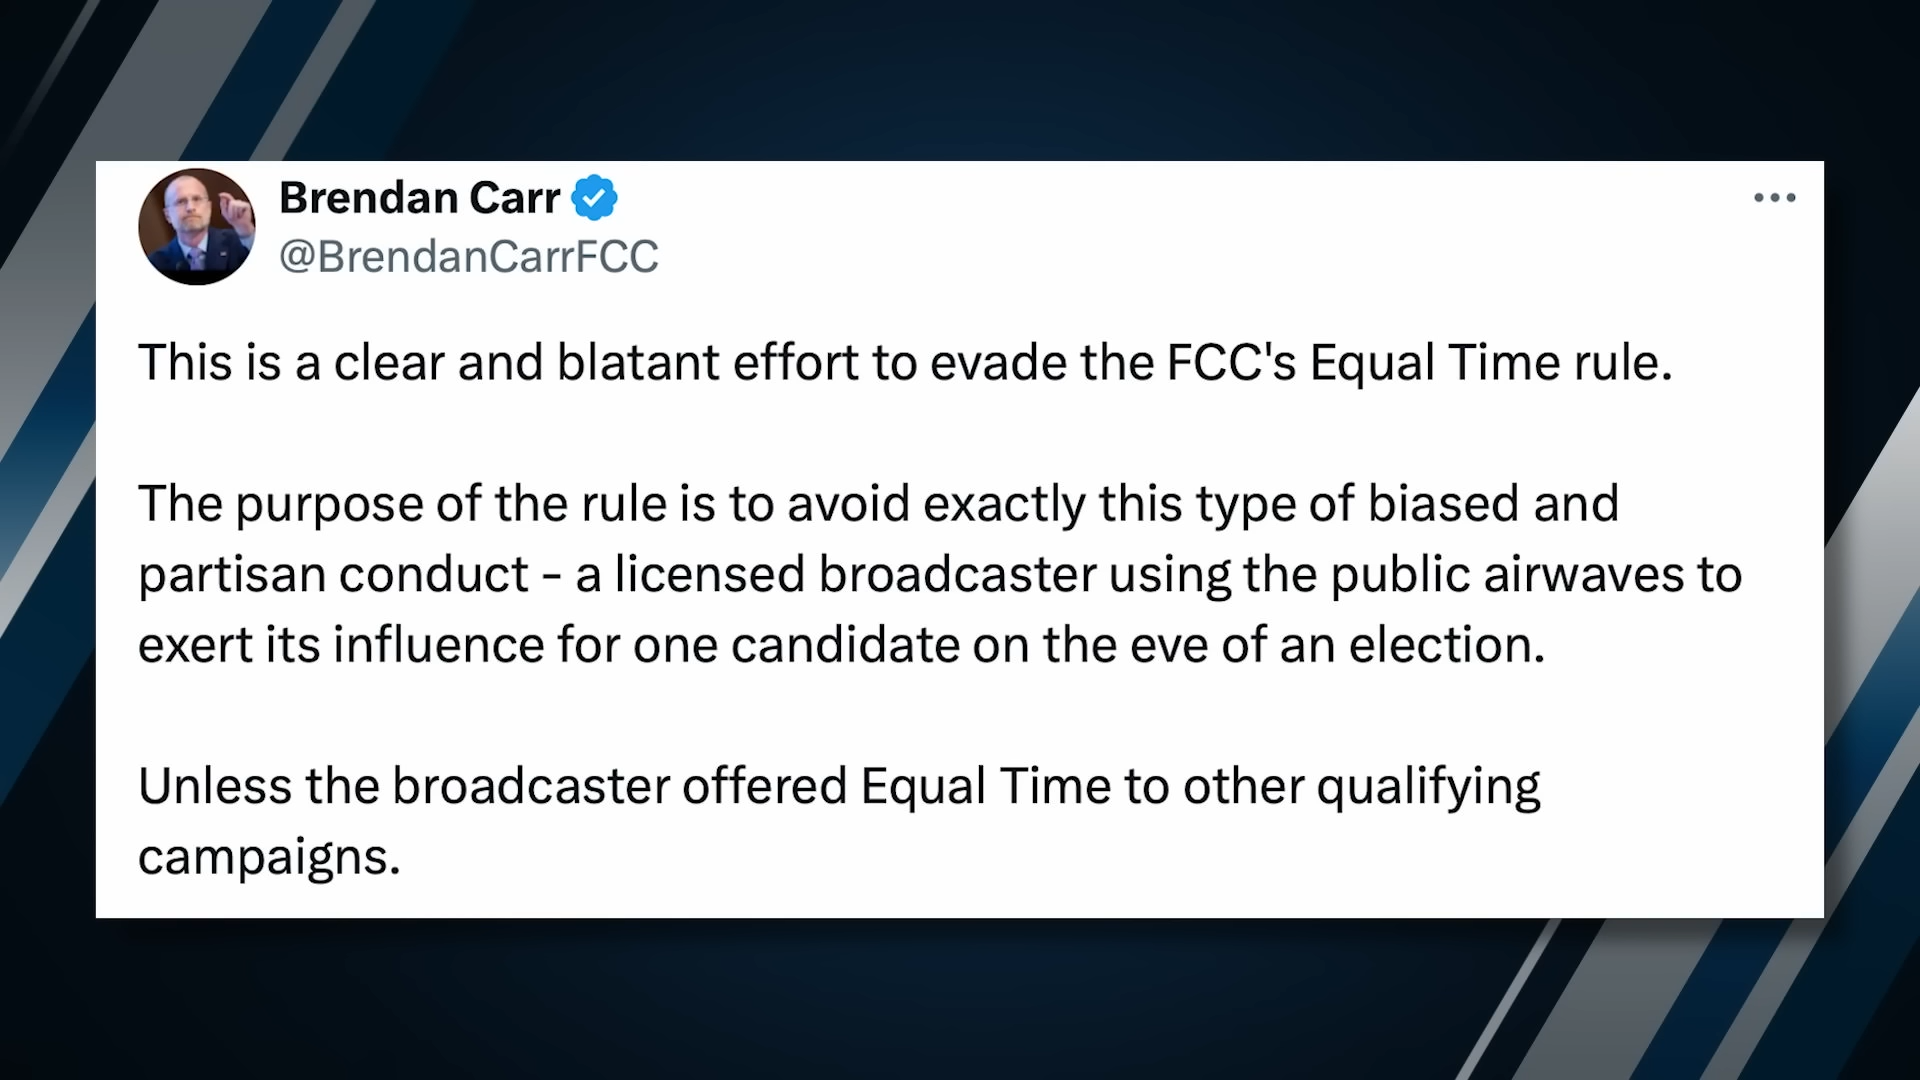 Brendan Carr
@BrendanCarrFCC
This is a clear and blatant effort to evade the FCC's Equal Time rule.
The purpose of the rule is to avoid exactly this type of biased and
partisan conduct - a licensed broadcaster using the public airwaves to
exert its influence for one candidate on the eve of an election.
Unless the broadcaster offered Equal Time to other qualifying
campaigns.